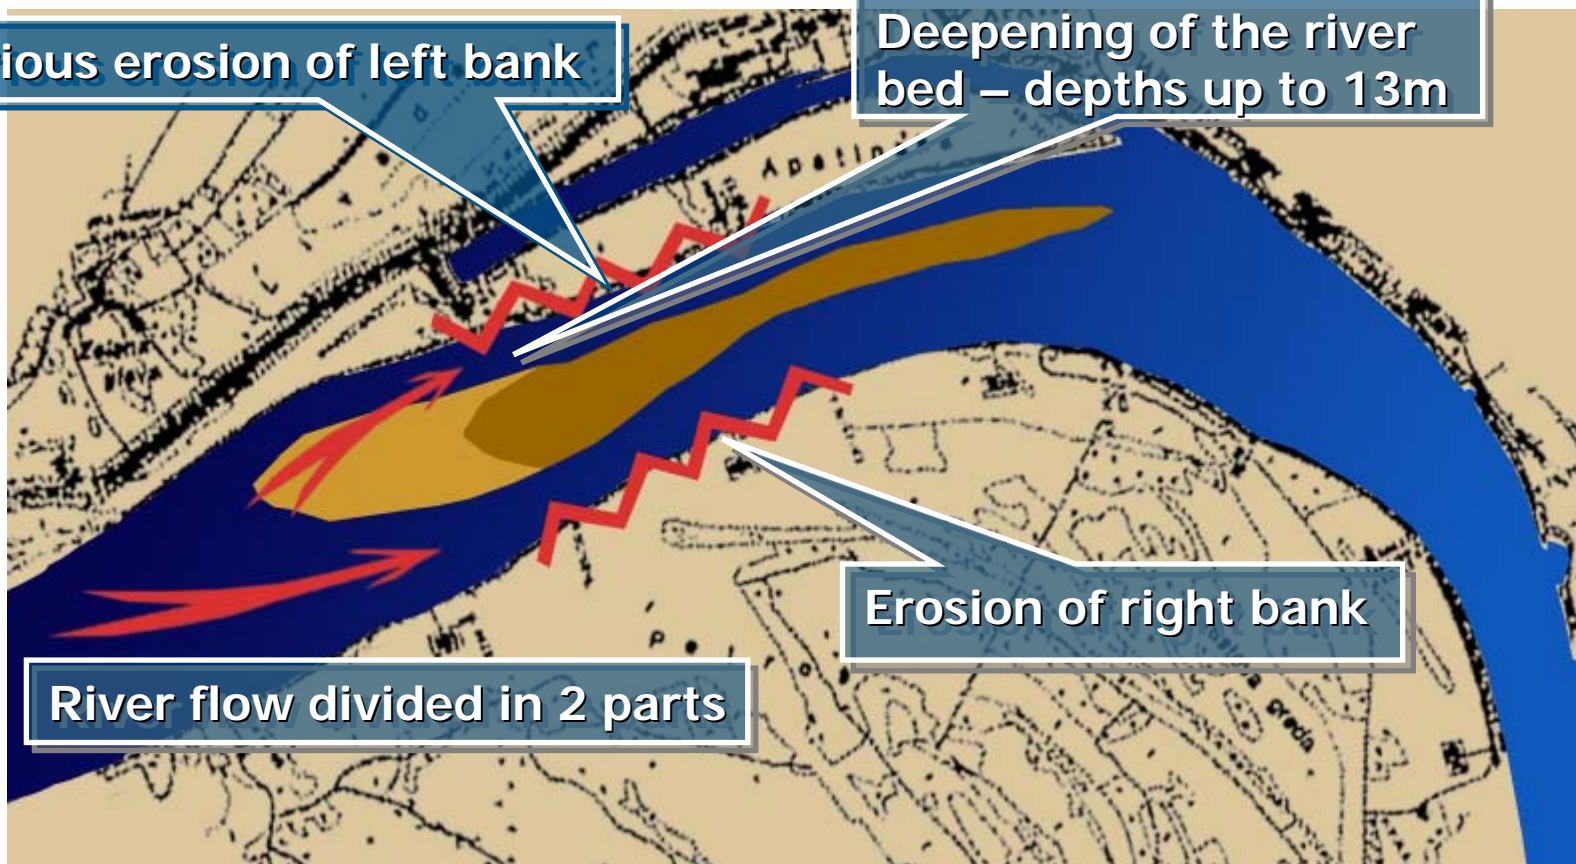 ious erosion of left bank
Deepening of the river
bed – depths up to 13m
Erosion of right bank
River flow divided in 2 parts
greda